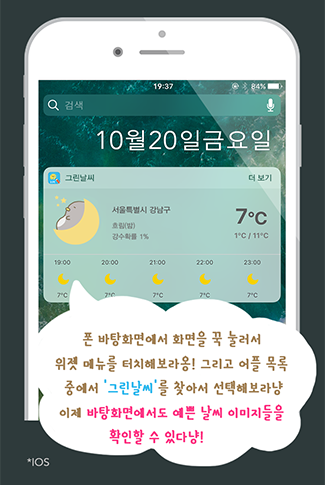 19:37 84%
검색
10월20일금요일
그린날씨 더 보기
서울특별시 강남구
7°C
흐림(밤)
강수확률 1%
1°C / 11°C
19:00 20:00 21:00 22:00 23:00
7°C 7°C 7°C 7°C 7°C
폰 바탕화면에서 화면을 꾹 눌러서
위젯 메뉴를 터치해보라옹! 그리고 어플 목록
중에서 '그린날씨'를 찾아서 선택해보라냥
이제 바탕화면에서도 예쁜 날씨 이미지들을
확인할 수 있다냥!
*IOS